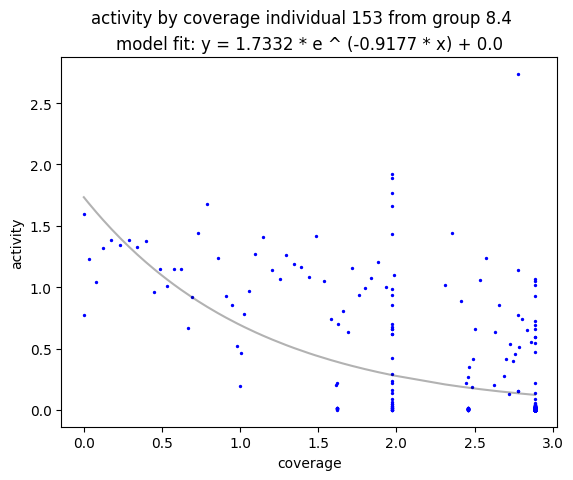 activity by coverage individual 153 from group 8.4
model fit: y = 1.7332 * e ^ (-0.9177 * x) + 0.0
2.5
2.0
1.5
1.0
0.5
0.0
activity
0.0 0.5 1.0 1.5 2.0 2.5 3.0
coverage